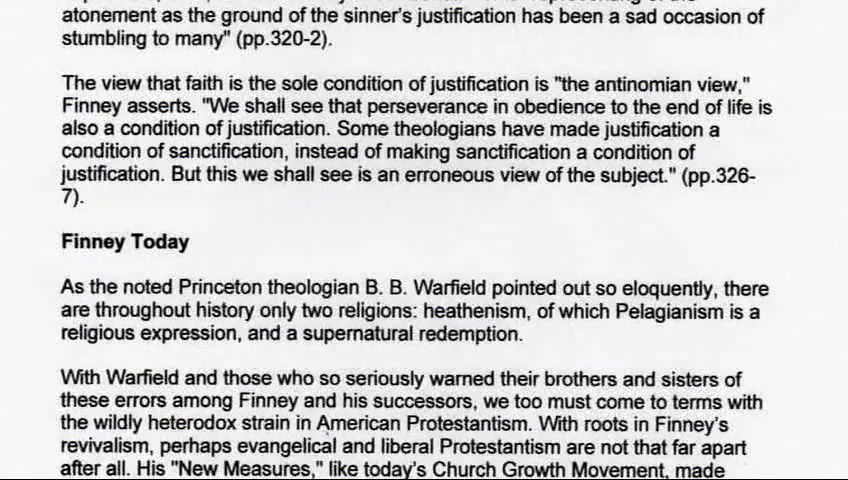 atonement as the ground of the sinner's justification has been a sad occasion of
stumbling to many" (pp.320-2).
The view that faith is the sole condition of justification is "the antinomian view,"
Finney asserts. "We shall see that perseverance in obedience to the end of life is
also a condition of justification. Some theologians have made justification a
condition of sanctification, instead of making sanctification a condition of
justification. But this we shall see is an erroneous view of the subject." (pp.326-
7).
Finney Today
As the noted Princeton theologian B. B. Warfield pointed out so eloquently, there
are throughout history only two religions: heathenism, of which Pelagianism is a
religious expression, and a supernatural redemption.
With Warfield and those who so seriously warned their brothers and sisters of
these errors among Finney and his successors, we too must come to terms with
the wildly heterodox strain in American Protestantism. With roots in Finney's
revivalism, perhaps evangelical and liberal Protestantism are not that far apart
after all. His "New Measures," like today's Church Growth Movement, made